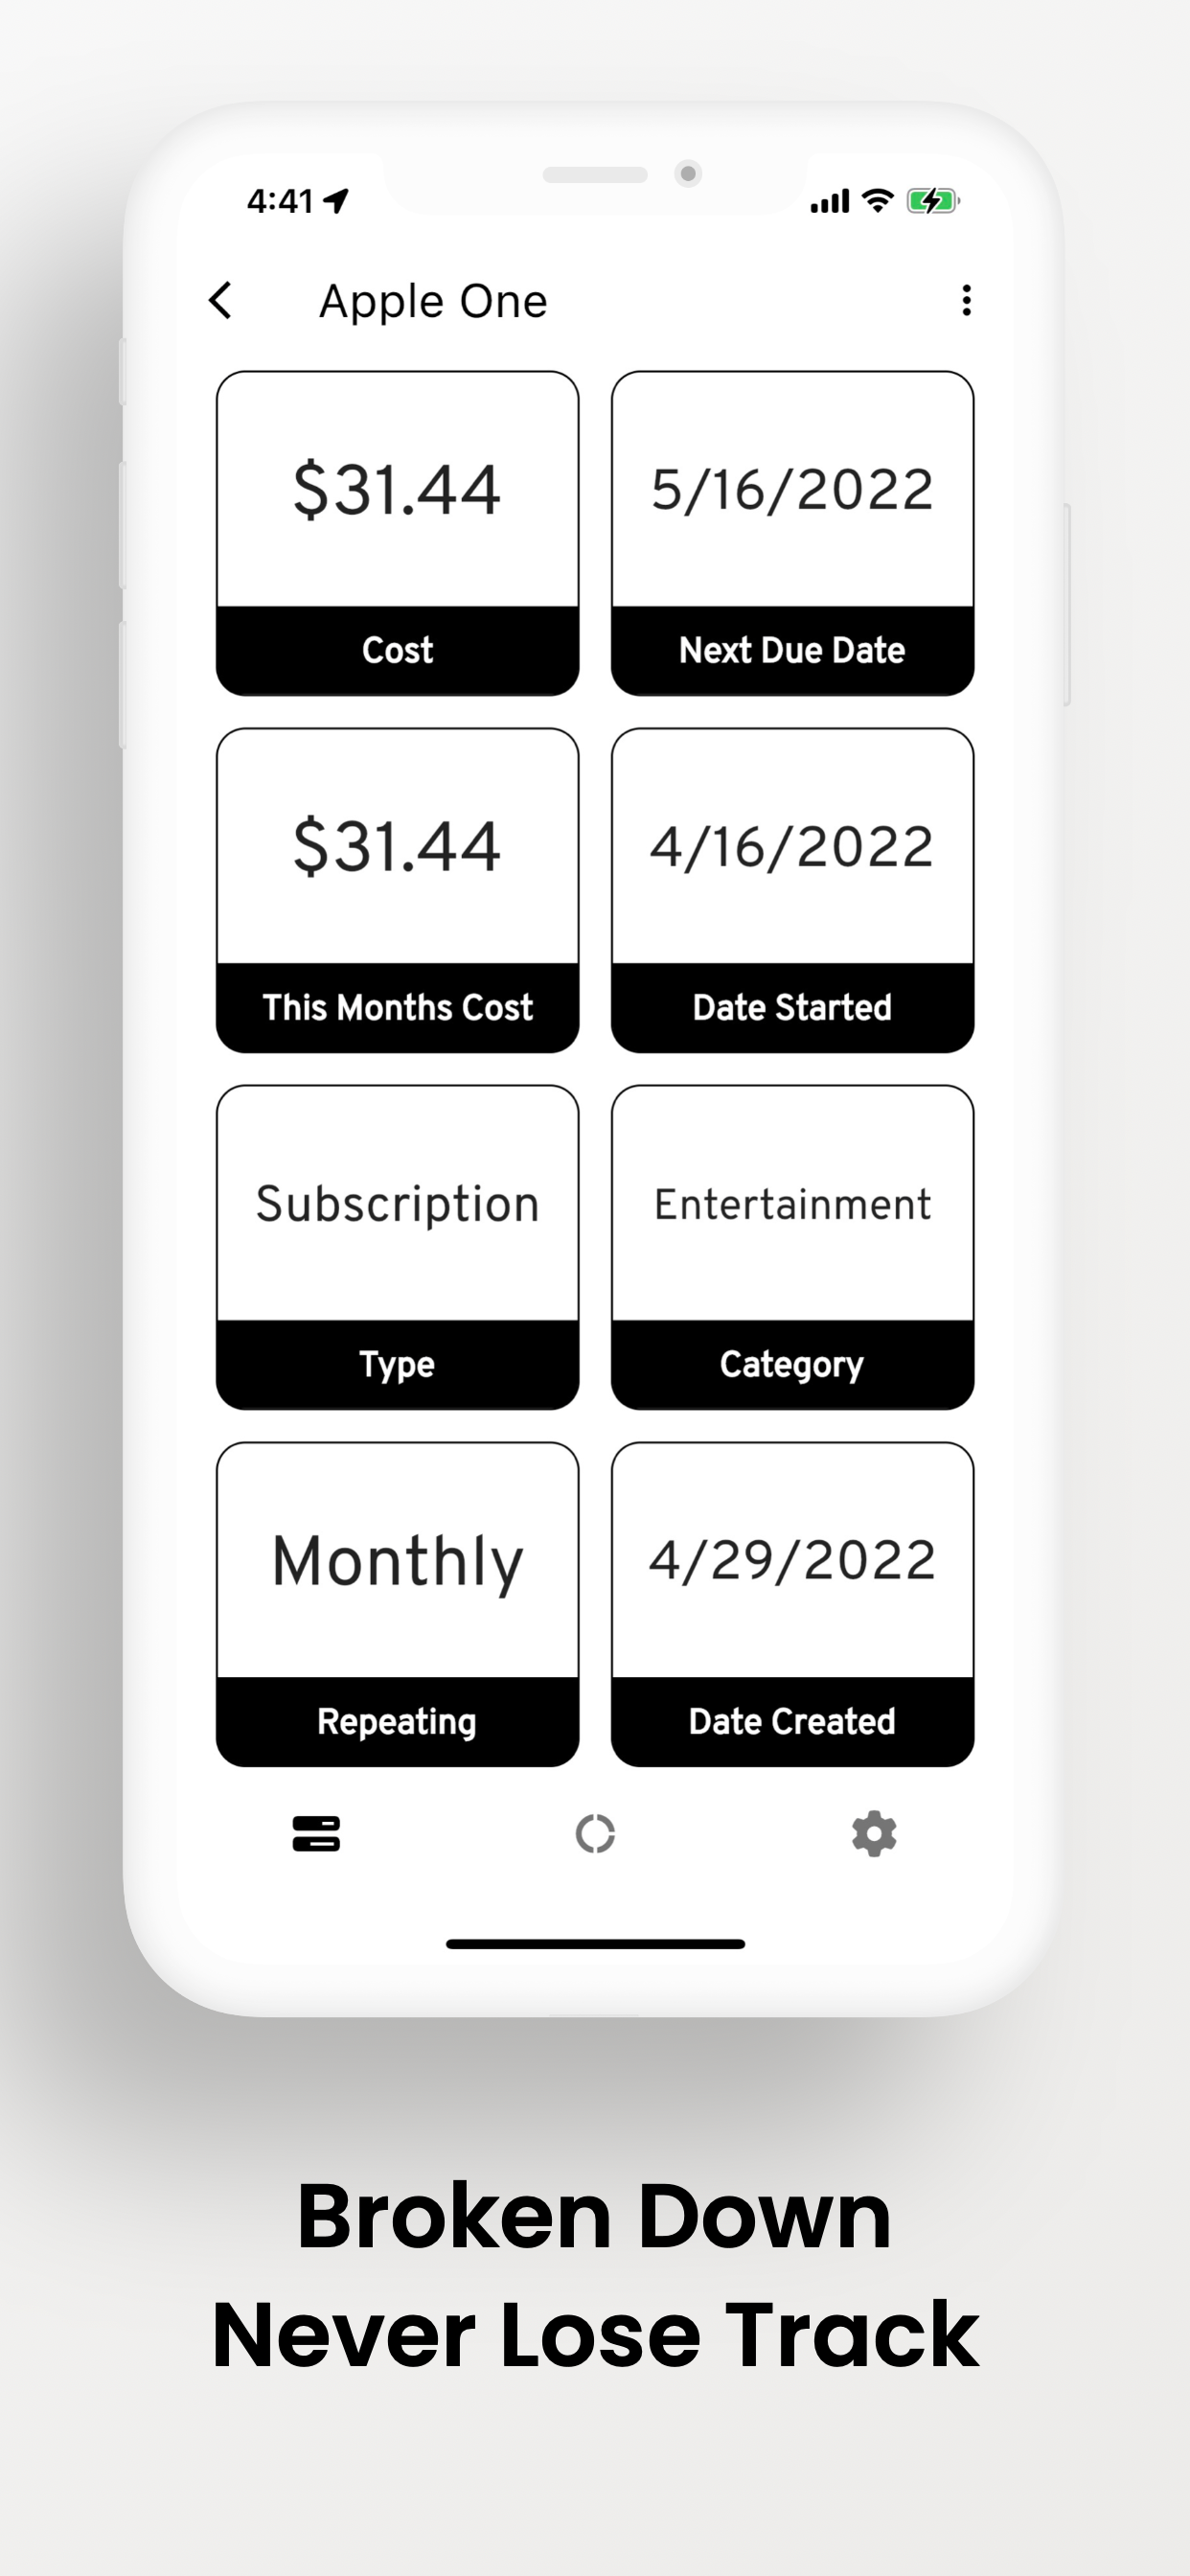 4:41
Apple One
$31.44
Cost
5/16/2022
Next Due Date
$31.44
This Months Cost
4/16/2022
Date Started
Subscription
Type
Entertainment
Category
Monthly
Repeating
4/29/2022
Date Created
Broken Down
Never Lose Track